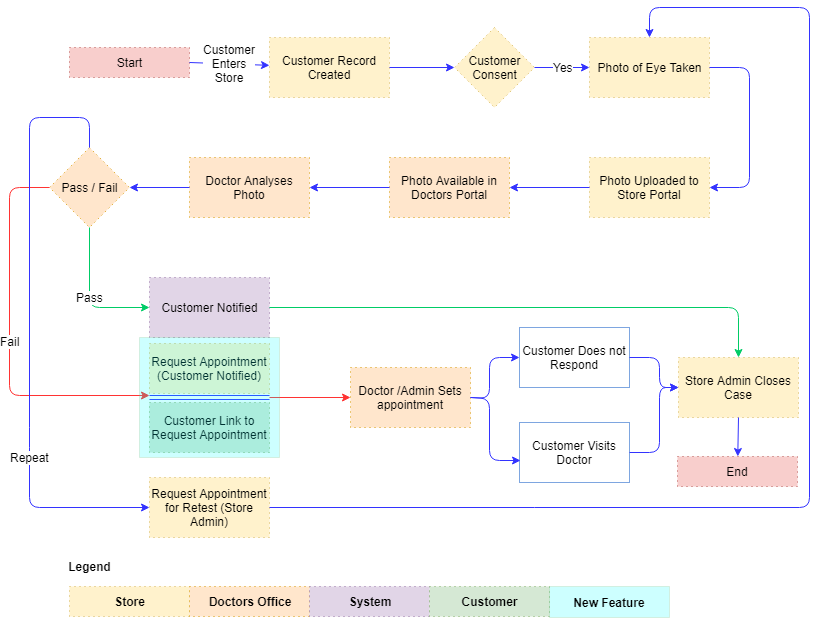 Start
Customer
Enters
Store
Customer Record
Created
Customer
Consent
Yes
Photo of Eye Taken
Pass / Fail
Doctor Analyses
Photo
Photo Available in
Doctors Portal
Photo Uploaded to
Store Portal
Pass
Customer Notified
Fail
Request Appointment
(Customer Notified)
Customer Link to
Request Appointment
Doctor /Admin Sets
appointment
Customer Does not
Respond
Customer Visits
Doctor
Store Admin Closes
Case
End
Repeat
Request Appointment
for Retest (Store
Admin)
Legend
Store
Doctors Office
System
Customer
New Feature